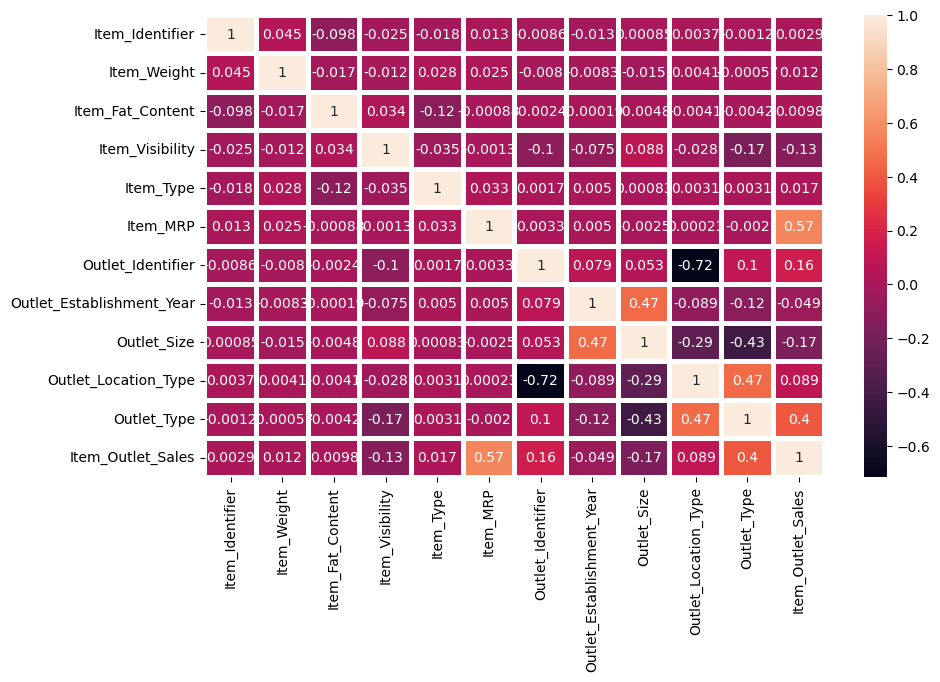 Item_Identifier 1 0.045 -0.098 -0.025 -0.018 0.013 -0.0086 -0.013 0.00085 0.0037 -0.0012 0.0029
Item_Weight 0.045 1 -0.017 -0.012 0.028 0.025 -0.008 -0.0083 -0.015 0.0041 -0.00057 0.012
Item_Fat_Content -0.098 -0.017 1 0.034 -0.12 -0.00088 -0.0024 -0.00019 -0.0048 -0.0041 -0.0042 0.0098
Item_Visibility -0.025 -0.012 0.034 1 -0.035 -0.0013 -0.1 -0.075 0.088 -0.028 -0.17 -0.13
Item_Type -0.018 0.028 -0.12 -0.035 1 0.033 0.0017 0.005 0.00083 0.0031 0.0031 0.017
Item_MRP 0.013 0.025 -0.00088 -0.0013 0.033 1 0.0033 0.005 -0.0025 0.00023 -0.002 0.57
Outlet_Identifier -0.0086 -0.008 -0.0024 -0.1 0.0017 0.0033 1 0.079 0.053 -0.72 0.1 0.16
Outlet_Establishment_Year -0.013 -0.0083 -0.00019 -0.075 0.005 0.005 0.079 1 0.47 -0.089 -0.12 -0.049
Outlet_Size 0.00085 -0.015 -0.0048 0.088 0.00083 -0.0025 0.053 0.47 1 -0.29 -0.43 -0.17
Outlet_Location_Type 0.0037 0.0041 -0.0041 -0.028 0.0031 0.00023 -0.72 -0.089 -0.29 1 0.47 0.089
Outlet_Type -0.0012 -0.00057 -0.0042 -0.17 0.0031 -0.002 0.1 -0.12 -0.43 0.47 1 0.4
Item_Outlet_Sales 0.0029 0.012 0.0098 -0.13 0.017 0.57 0.16 -0.049 -0.17 0.089 0.4 1
Item_Identifier
Item_Weight
Item_Fat_Content
Item_Visibility
Item_Type
Item_MRP
Outlet_Identifier
Outlet_Establishment_Year
Outlet_Size
Outlet_Location_Type
Outlet_Type
Item_Outlet_Sales
1.0
0.8
0.6
0.4
0.2
0.0
−0.2
−0.4
−0.6